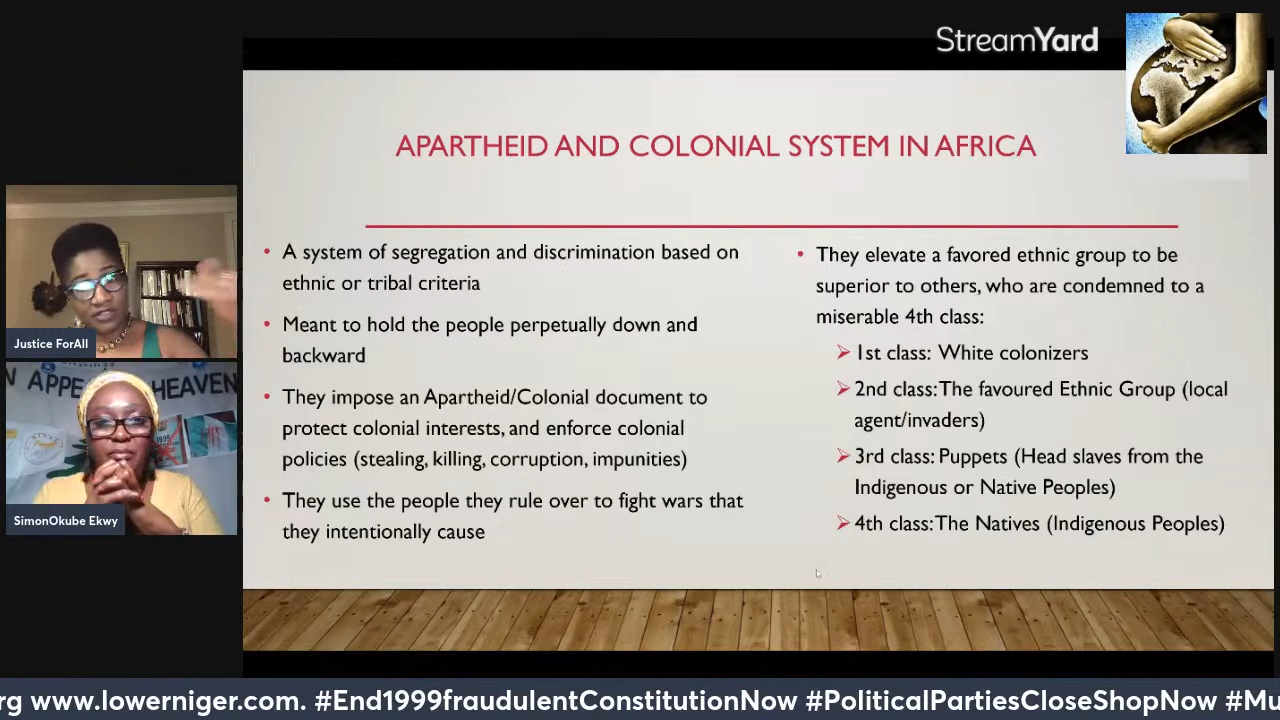 StreamYard
APARTHEID AND COLONIAL SYSTEM IN AFRICA
• A system of segregation and discrimination based on
ethnic or tribal criteria
• Meant to hold the people perpetually down and
backward
• They impose an Apartheid/Colonial document to
protect colonial interests, and enforce colonial
policies (stealing, killing, corruption, impunities)
• They use the people they rule over to fight wars that
they intentionally cause
• They elevate a favored ethnic group to be
superior to others, who are condemned to a
miserable 4th class:
➢ 1st class: White colonizers
➢ 2nd class: The favoured Ethnic Group (local
agent/invaders)
➢ 3rd class: Puppets (Head slaves from the
Indigenous or Native Peoples)
➢ 4th class: The Natives (Indigenous Peoples)
Justice ForAll
N APPE HEAVEN
SimonOkube Ekwy
rg www.lowerniger.com. #End1999fraudulentConstitutionNow #PoliticalPartiesCloseShopNow #Mu